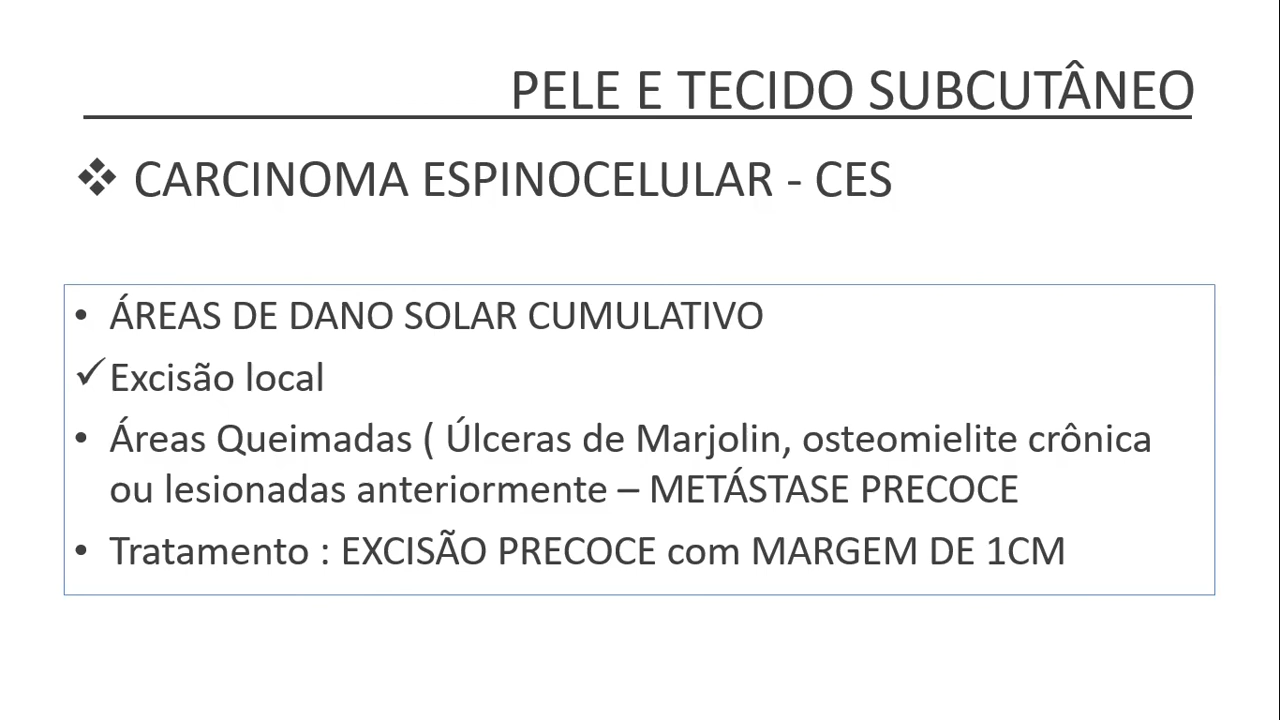 PELE E TECIDO SUBCUTÂNEO
❖ CARCINOMA ESPINOCELULAR - CES
• ÁREAS DE DANO SOLAR CUMULATIVO
✓Excisão local
• Áreas Queimadas ( Úlceras de Marjolin, osteomielite crônica
ou lesionadas anteriormente – METÁSTASE PRECOCE
• Tratamento : EXCISÃO PRECOCE com MARGEM DE 1CM